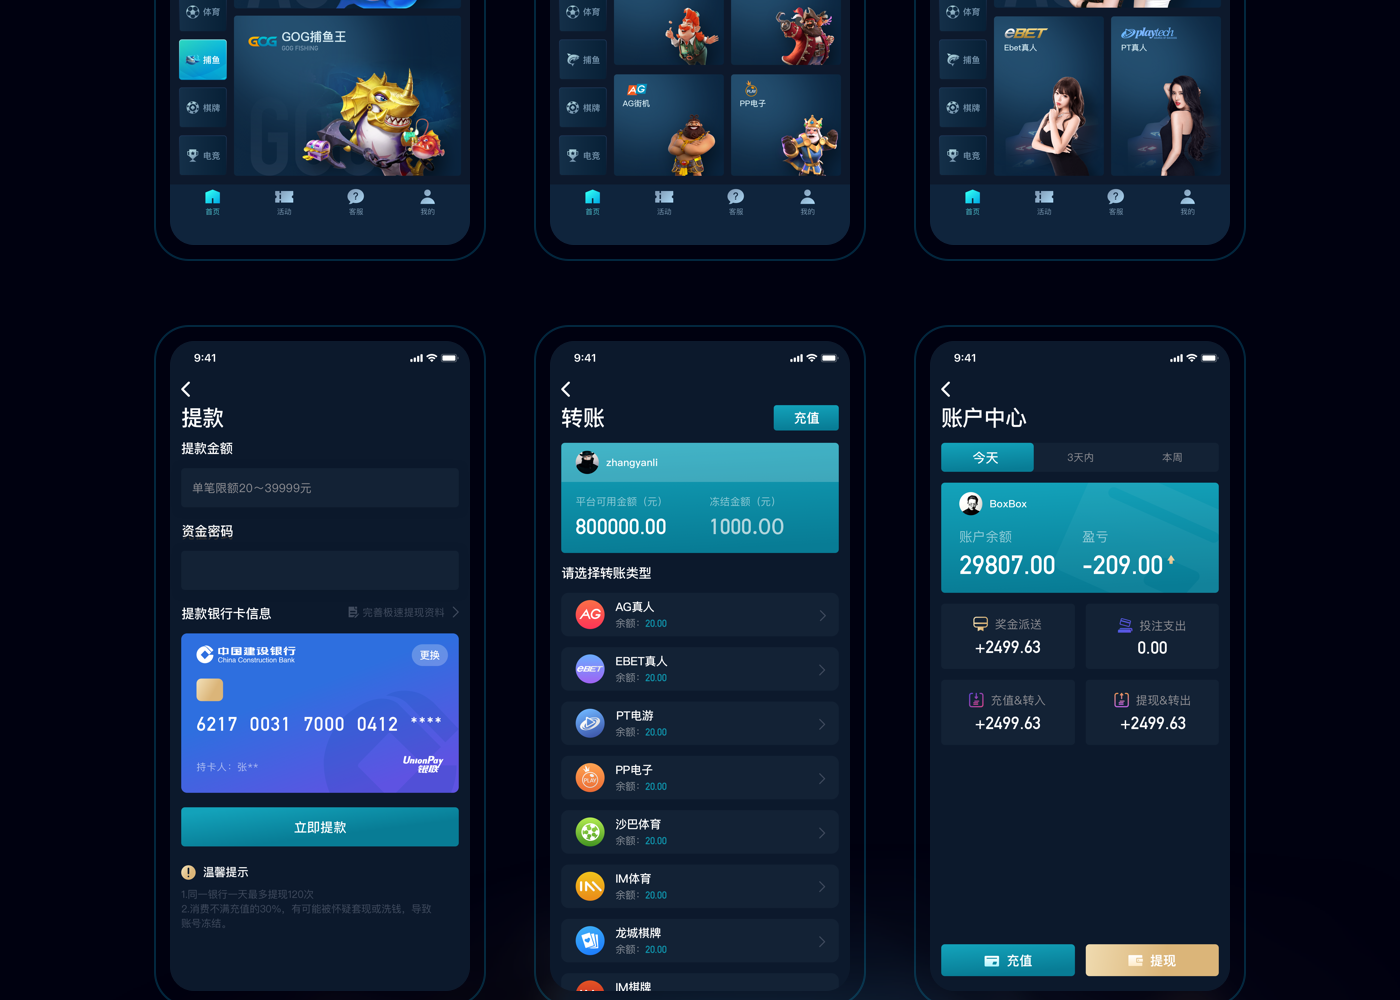 体育
GOG
GOG捕鱼王
GOG FISHING
捕鱼
棋牌
电竞
首页
活动
客服
我的
体育
捕鱼
AG
AG街机
PLAY
PP电子
棋牌
电竞
首页
活动
客服
我的
体育
eBET
Ebet真人
playtech
PT真人
捕鱼
棋牌
电竞
首页
活动
客服
我的
9:41
提款
提款金额
单笔限额20～39999元
资金密码
提款银行卡信息
完善极速提现资料
中国建设银行
China Construction Bank
更换
6217 0031 7000 0412 ****
持卡人：张**
UnionPay
银联
立即提款
温馨提示
1.同一银行一天最多提现120次
2.消费不满充值的30%，有可能被怀疑套现或洗钱，导致
账号冻结。
9:41
转账
充值
zhangyanli
平台可用金额（元）
冻结金额（元）
800000.00
1000.00
请选择转账类型
AG
AG真人
余额：20.00
eBET
EBET真人
余额：20.00
PT电游
余额：20.00
PLAY
PP电子
余额：20.00
沙巴体育
余额：20.00
IM
IM体育
余额：20.00
龙城棋牌
余额：20.00
IM棋牌
9:41
账户中心
今天
3天内
本周
BoxBox
账户余额
盈亏
29807.00
-209.00
奖金派送
+2499.63
投注支出
0.00
充值&转入
+2499.63
提现&转出
+2499.63
充值
提现